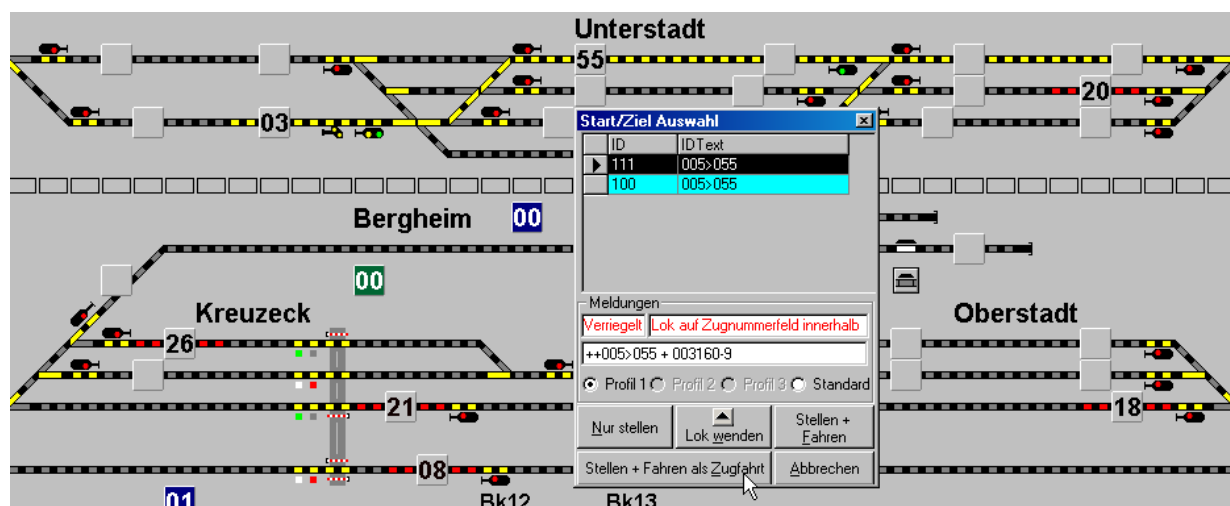 Unterstadt
55
20
03
Start/Ziel Auswahl
ID IDText
111 005>055
100 005>055
Bergheim 00
00
Kreuzeck
Oberstadt
Meldungen
Verriegelt Lok auf Zugnummerfeld innerhalb
26
++005>055 + 003160-9
Profil 1 Profil 2 Profil 3 Standard
21
18
Nur stellen Lok wenden Stellen + Fahren
08
Stellen + Fahren als Zugfahrt Abbrechen
01
Bk12 Bk13